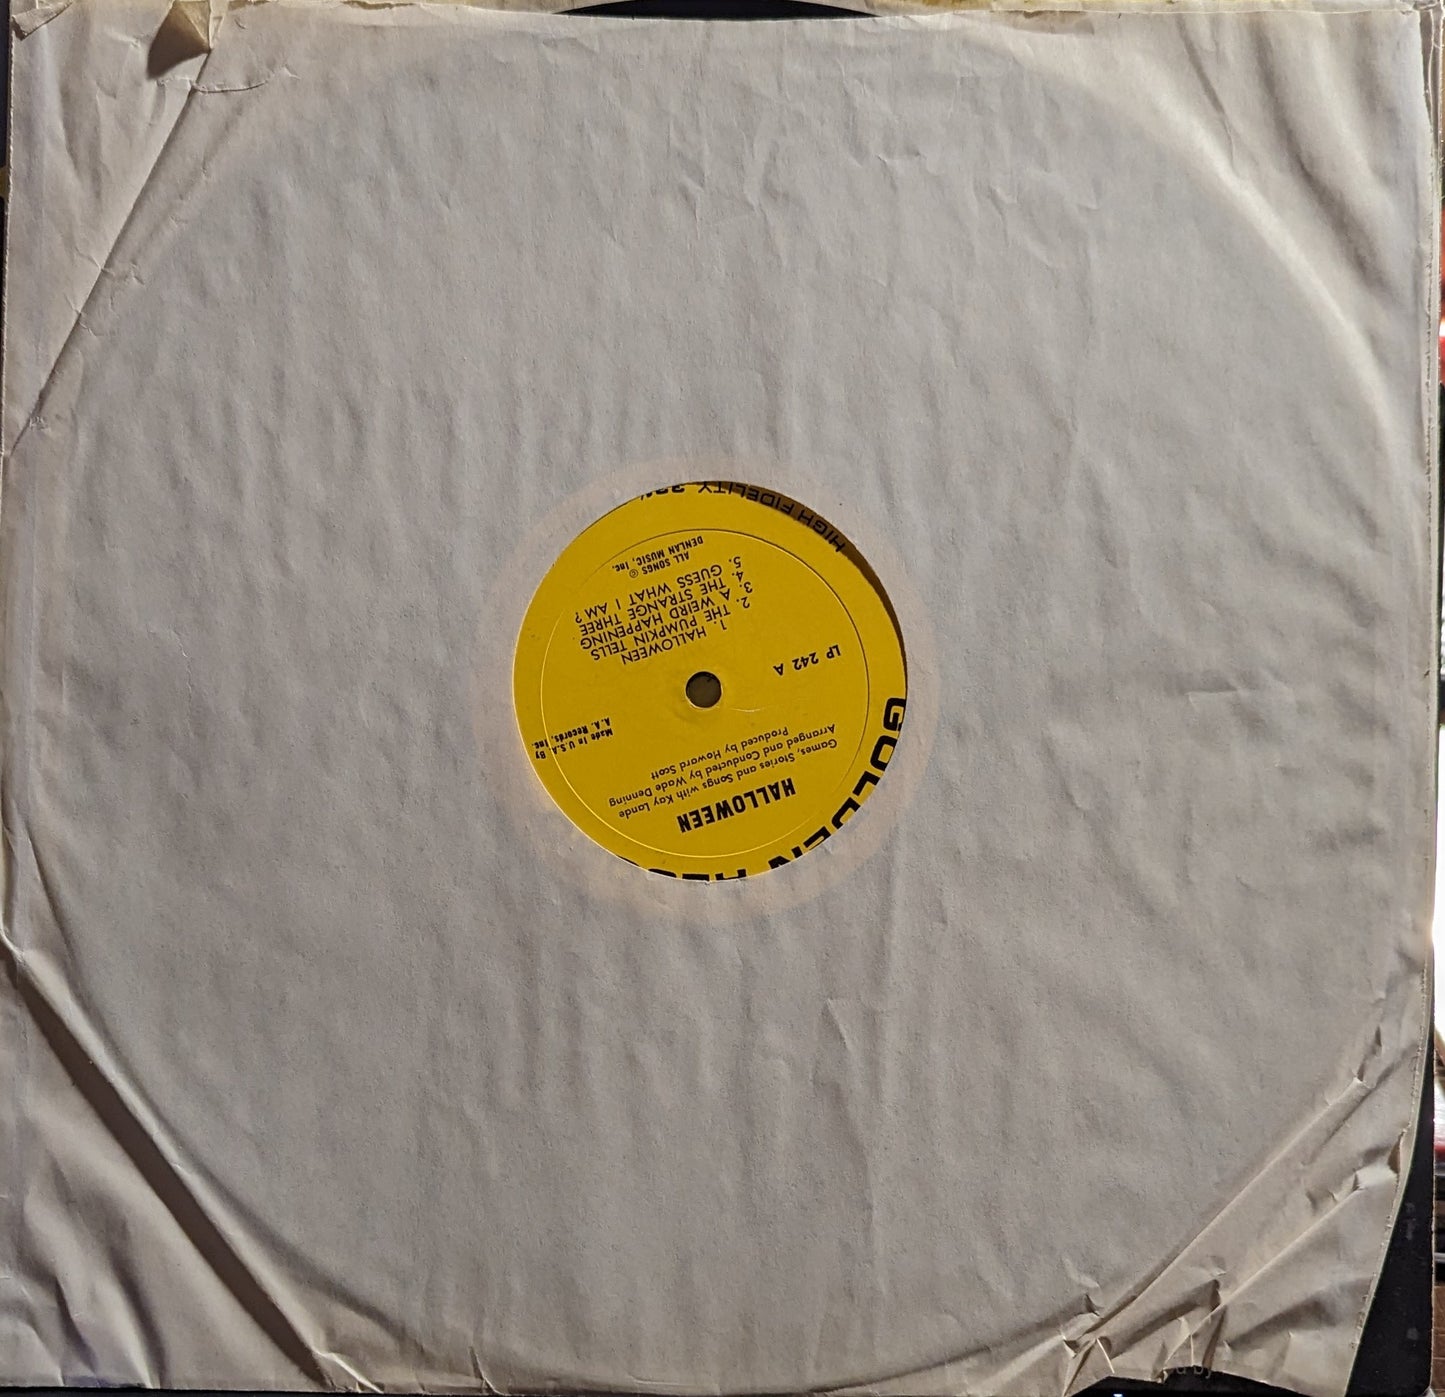 GOLDEN REC
HALLOWEEN
Games, Stories and Songs with Kay Lande
Arranged and Conducted by Wade Denning
Produced by Howard Scott
LP 242 A
Made in U.S.A. By
A. A. Records, Inc.
1. HALLOWEEN
2. THE PUMPKIN TELLS
3. A WEIRD HAPPENING
4. THE STRANGE THREE
5. GUESS WHAT I AM?
ALL SONGS ©
DENLAN MUSIC, Inc.
HIGH FIDELITY 33⅓